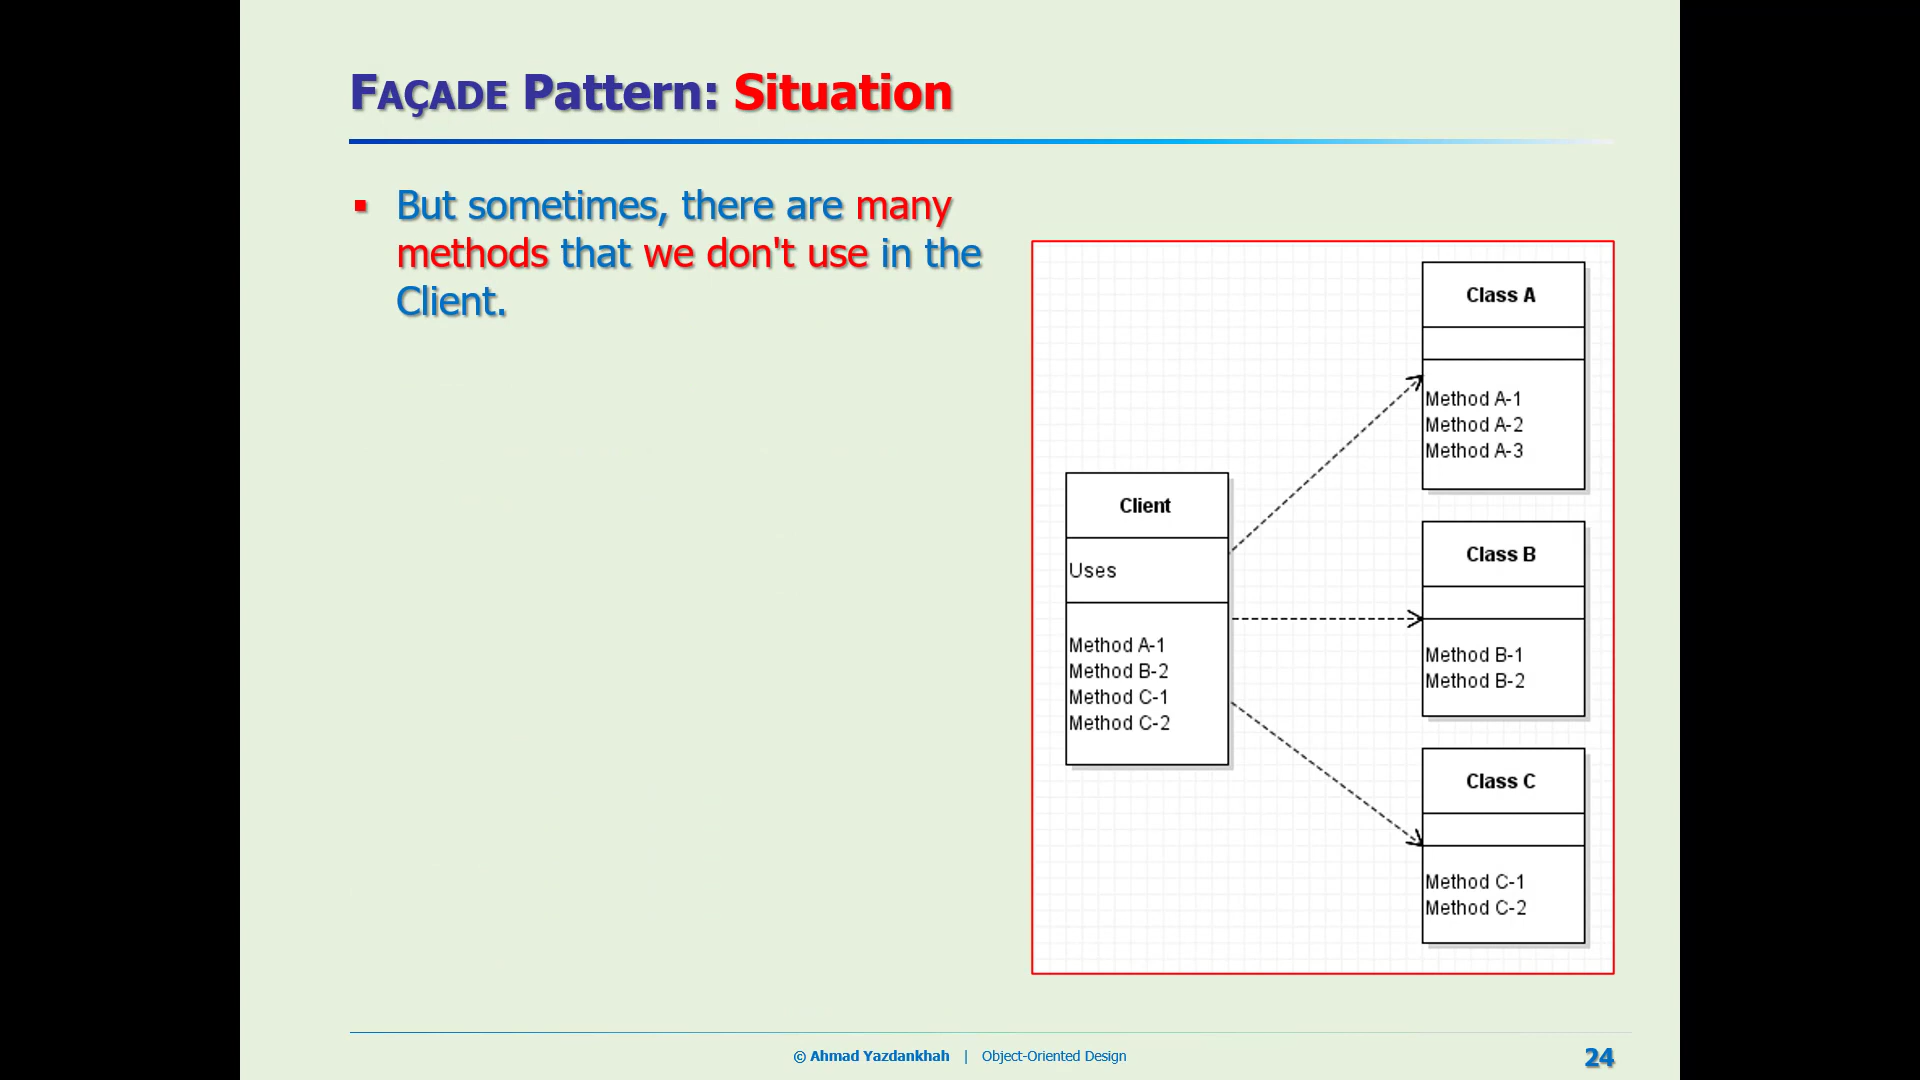 FAÇADE Pattern: Situation
▪ But sometimes, there are many
methods that we don't use in the
Client.
Class A
Method A-1
Method A-2
Method A-3
Client
Uses
Method A-1
Method B-2
Method C-1
Method C-2
Class B
Method B-1
Method B-2
Class C
Method C-1
Method C-2
© Ahmad Yazdankhah | Object-Oriented Design
24